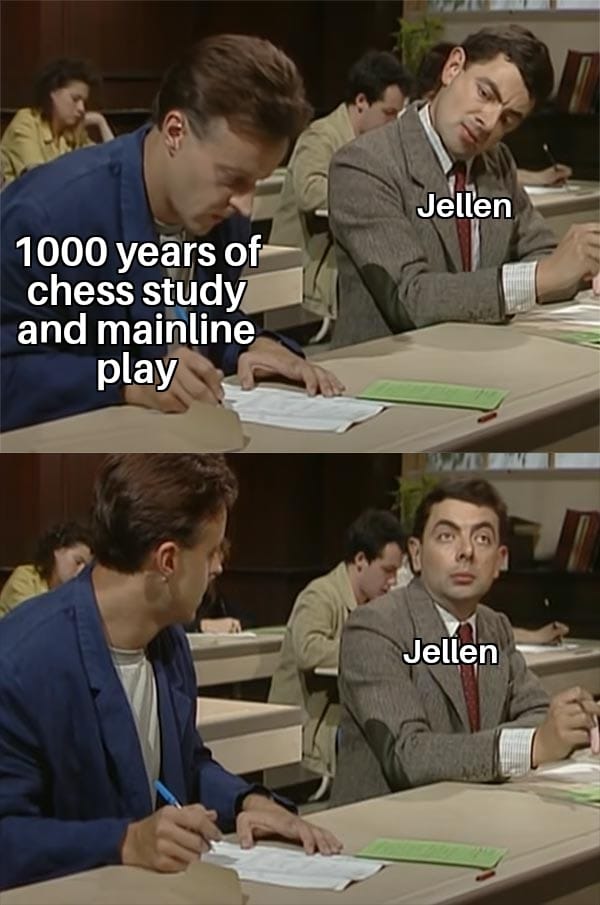 Jellen
1000 years of
chess study
and mainline
play
Jellen